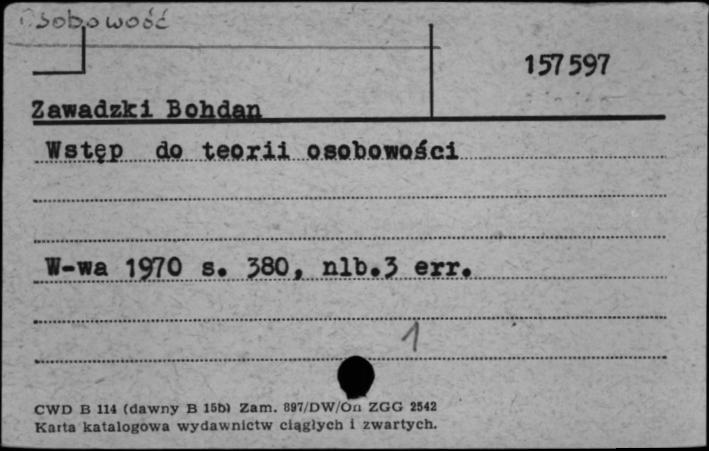 Osobowość
157597
Zawadzki Bohdan
Wstęp do teorii osobowości
W-wa 1970 s. 380, nlb.3 err.
1
CWD B 114 (dawny B 15b) Zam. 897/DW/On ZGG 2542
Karta katalogowa wydawnictw ciągłych i zwartych.